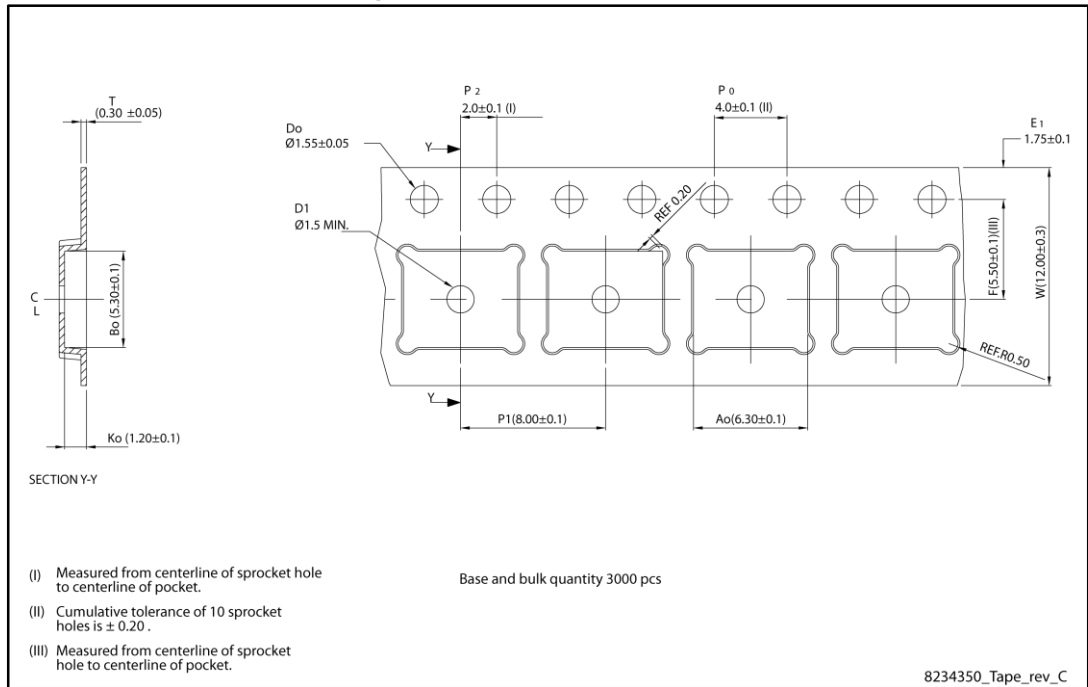 T
(0.30 ±0.05)
P 2
2.0±0.1 (I)
P 0
4.0±0.1 (II)
E 1
1.75±0.1
Do
Ø1.55±0.05
Y
D1
Ø1.5 MIN.
REF 0.20
F(5.50±0.1)(III)
W(12.00±0.3)
C
L
Bo (5.30±0.1)
REF.R0.50
Y
P1(8.00±0.1)
Ao(6.30±0.1)
Ko (1.20±0.1)
SECTION Y-Y
(I) Measured from centerline of sprocket hole
to centerline of pocket.
Base and bulk quantity 3000 pcs
(II) Cumulative tolerance of 10 sprocket
holes is ± 0.20 .
(III) Measured from centerline of sprocket
hole to centerline of pocket.
8234350_Tape_rev_C